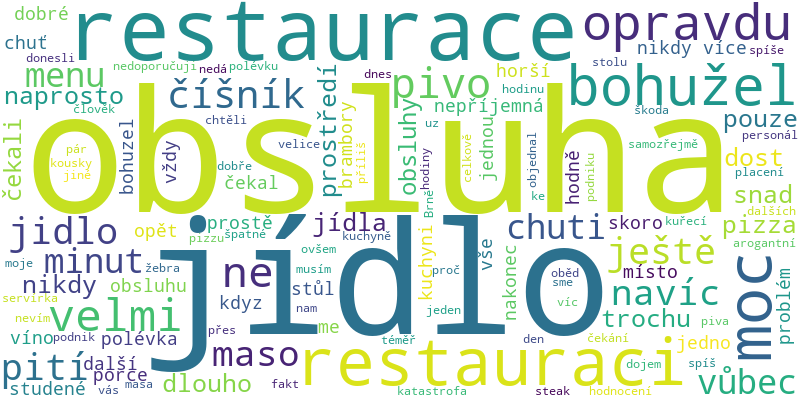 dobré
restaurace
opravdu
chuť
donesli
nedoporučuji
nedá
polévku
dnes
horší
nikdy více
spíše
menu
číšník
pivo
stolu
bohužel
naprosto
člověk
chtěli
prostředí
hodinu
nepříjemná
škoda
pouze
personál
čekali
obsluha
pár
kousky
jiné
bohuzel
vždy
velice
dobře
brambory
příliš
obsluhy
uz
jednou
celkově
hodiny
samozřejmě
objednal
hodně
podniku
dost
placení
čekal
Brně
ke
snad
dalších
jidlo
opět
prostě
jídla
jídlo
chuti
skoro
kuřecí
pizza
pizzu
špatné
kuchyně
kuchyni
vše
ještě
arogantní
minut
ne
ovšem
moje
žebra
musím
proč
oběd
sme
místo
moc
problém
nikdy
obsluhu
stůl
nakonec
servirka
kdyz
nam
jeden
víc
navíc
nevím
velmi
přes
me
trochu
piva
víno
podnik
polévka
téměř
den
čekání
jedno
pití
další
maso
restauraci
dojem
spíš
vůbec
porce
studené
vás
masa
dlouho
fakt
katastrofa
steak
hodnocení